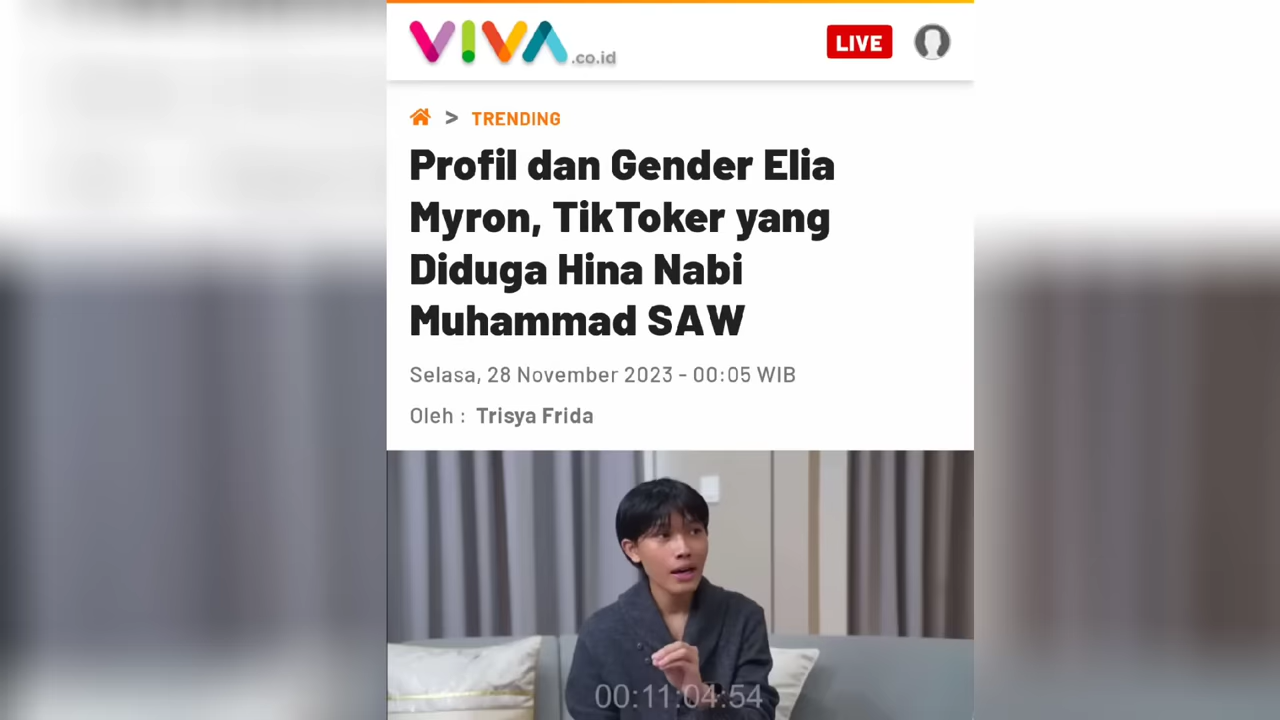 VIVA.co.id
LIVE
> TRENDING
Profil dan Gender Elia
Myron, TikToker yang
Diduga Hina Nabi
Muhammad SAW
Selasa, 28 November 2023 - 00:05 WIB
Oleh : Trisya Frida
00:11:04:54